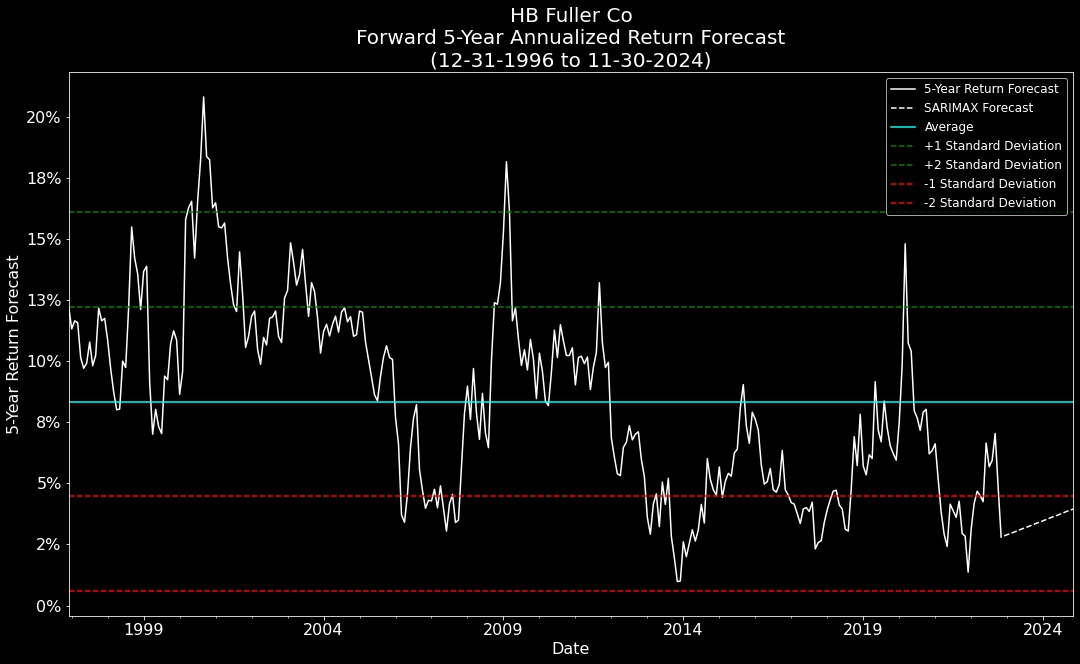 HB Fuller Co
Forward 5-Year Annualized Return Forecast
(12-31-1996 to 11-30-2024)
5-Year Return Forecast
SARIMAX Forecast
Average
+1 Standard Deviation
+2 Standard Deviation
-1 Standard Deviation
-2 Standard Deviation
20%
18%
15%
13%
10%
8%
5%
2%
0%
5-Year Return Forecast
1999 2004 2009 2014 2019 2024
Date